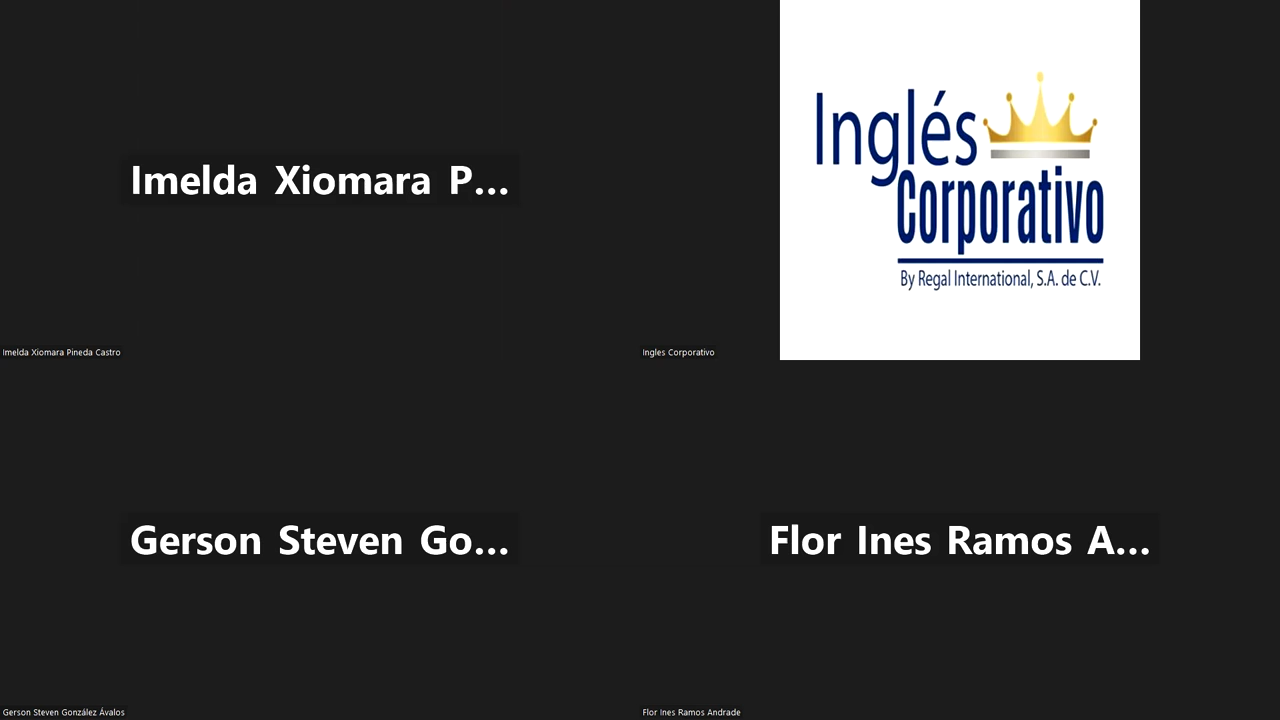 Imelda Xiomara P...
Imelda Xiomara Pineda Castro
Inglés
Corporativo
By Regal International, S.A. de C.V.
Ingles Corporativo
Gerson Steven Go...
Gerson Steven González Ávalos
Flor Ines Ramos A...
Flor Ines Ramos Andrade